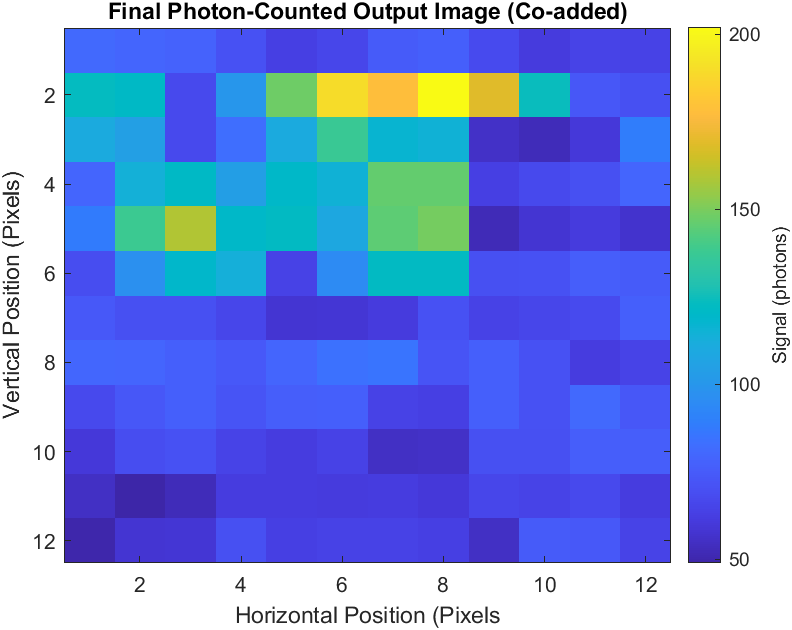 Final Photon-Counted Output Image (Co-added)
2
4
6
8
10
12
Vertical Position (Pixels)
2 4 6 8 10 12
Horizontal Position (Pixels
200
150
100
50
Signal (photons)